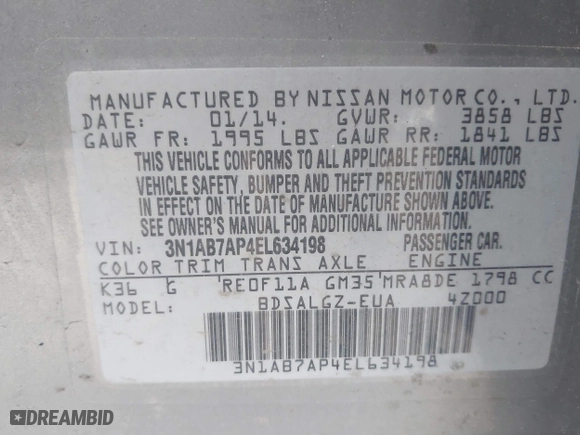 MANUFACTURED BY NISSAN MOTOR CO., LTD.
DATE: 01/14. GVWR: 3858 LBS
GAWR FR: 1995 LBS GAWR RR: 1841 LBS
THIS VEHICLE CONFORMS TO ALL APPLICABLE FEDERAL MOTOR
VEHICLE SAFETY, BUMPER AND THEFT PREVENTION STANDARDS
IN EFFECT ON THE DATE OF MANUFACTURE SHOWN ABOVE.
SEE OWNER'S MANUAL FOR ADDITIONAL INFORMATION.
VIN: 3N1AB7AP4EL634198 PASSENGER CAR.
COLOR TRIM TRANS AXLE ENGINE
K36 G RE0F11A GM35 MRA8DE 1798 CC
MODEL: BDSALGZ-EUA 4Z000
3N1AB7AP4EL634198
DREAMBID